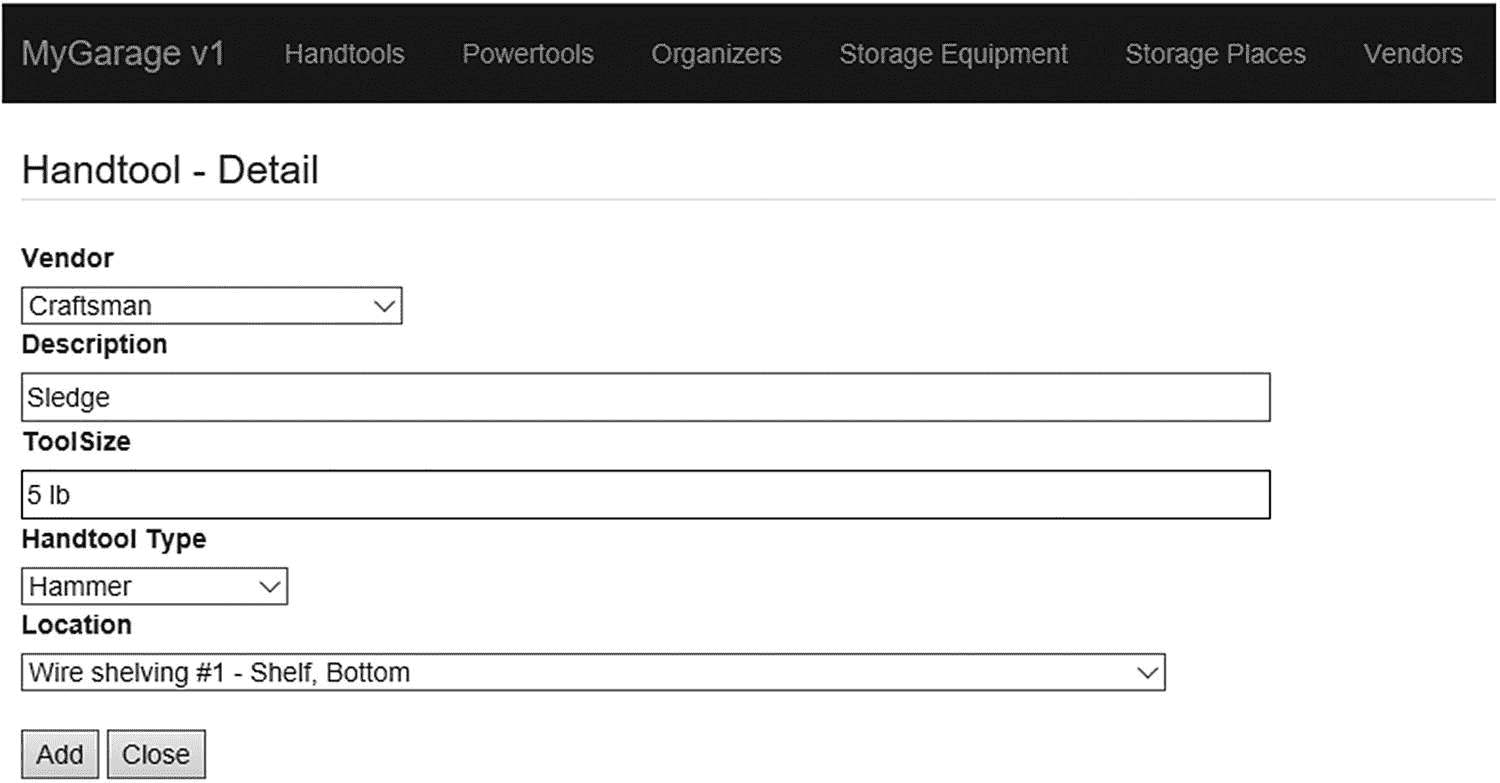 MyGarage v1 Handtools Powertools Organizers Storage Equipment Storage Places Vendors
Handtool - Detail
Vendor
Craftsman
Description
Sledge
ToolSize
5 lb
Handtool Type
Hammer
Location
Wire shelving #1 - Shelf, Bottom
Add Close